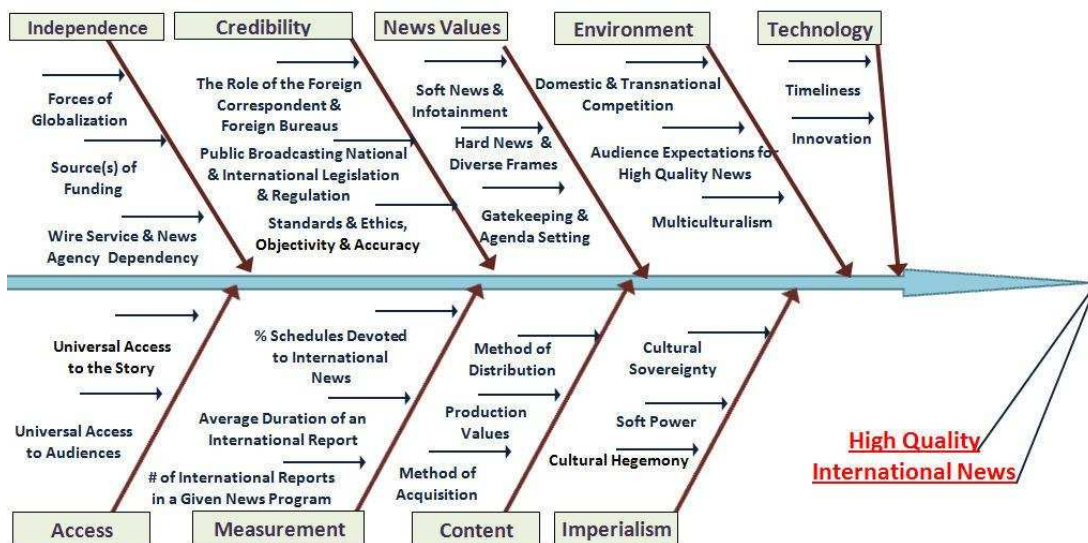 Independence
Credibility
News Values
Environment
Technology
Forces of
Globalization
Source(s) of
Funding
Wire Service & News
Agency Dependency
The Role of the Foreign
Correspondent &
Foreign Bureaus
Public Broadcasting National
& International Legislation
& Regulation
Standards & Ethics,
Objectivity & Accuracy
Soft News &
Infotainment
Hard News &
Diverse Frames
Gatekeeping &
Agenda Setting
Domestic & Transnational
Competition
Audience Expectations for
High Quality News
Multiculturalism
Timeliness
Innovation
Universal Access
to the Story
Universal Access
to Audiences
% Schedules Devoted
to International
News
Average Duration of an
International Report
# of International Reports
in a Given News Program
Method of
Distribution
Production
Values
Method of
Acquisition
Cultural
Sovereignty
Soft Power
Cultural Hegemony
High Quality
International News
Access
Measurement
Content
Imperialism